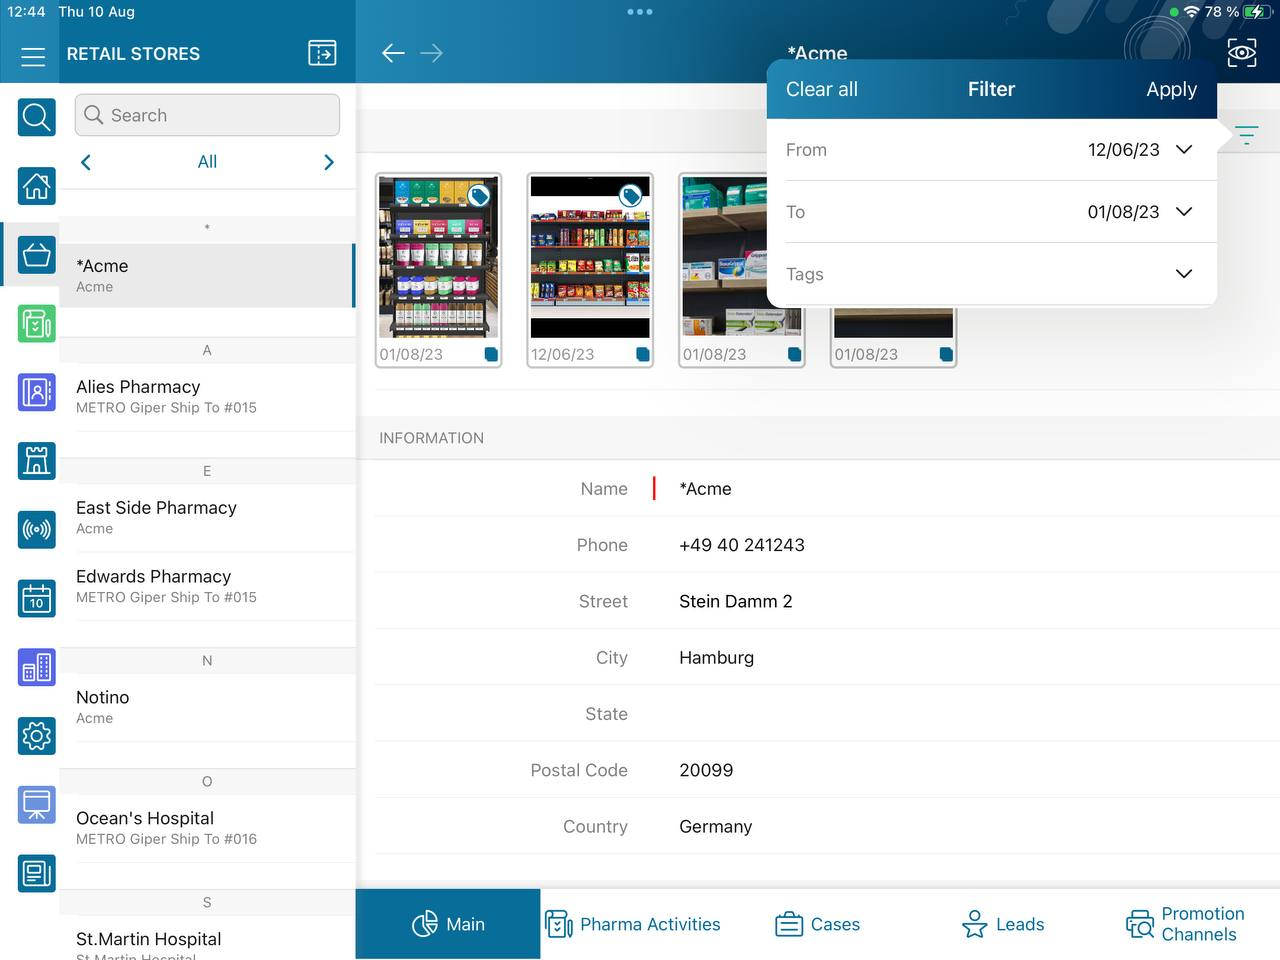 12:44 Thu 10 Aug
78 %
RETAIL STORES
*Acme
Search
All
*
*Acme
Acme
A
Alies Pharmacy
METRO Giper Ship To #015
E
East Side Pharmacy
Acme
Edwards Pharmacy
METRO Giper Ship To #015
N
Notino
Acme
O
Ocean's Hospital
METRO Giper Ship To #016
S
St.Martin Hospital
St.Martin Hospital
10
Clear all Filter Apply
From 12/06/23
To 01/08/23
Tags
01/08/23
12/06/23
01/08/23
01/08/23
INFORMATION
Name *Acme
Phone +49 40 241243
Street Stein Damm 2
City Hamburg
State
Postal Code 20099
Country Germany
Main
Pharma Activities
Cases
Leads
Promotion
Channels